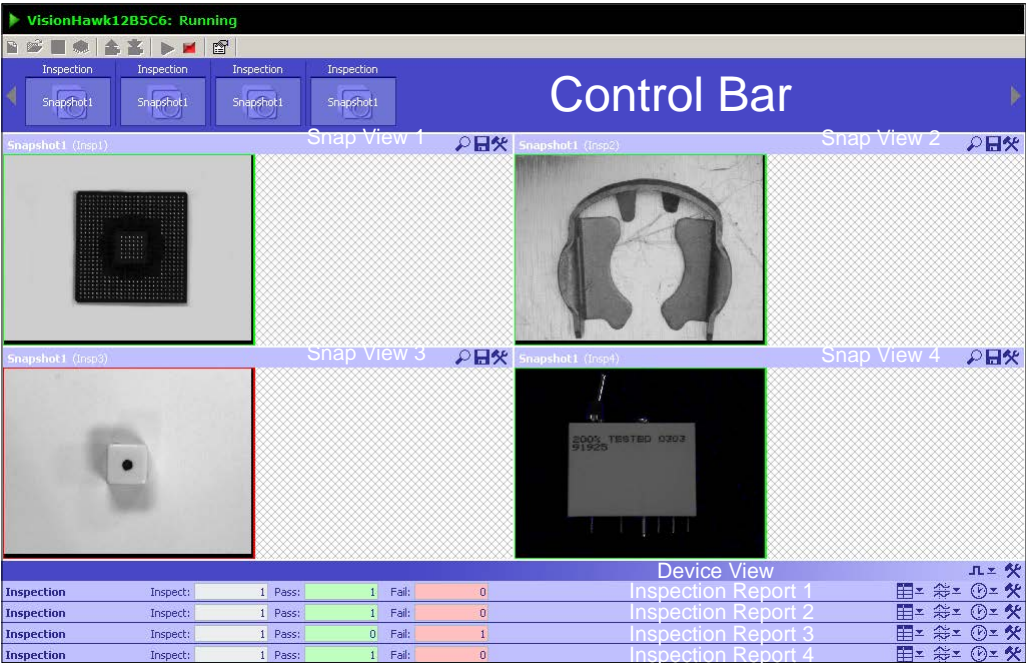 VisionHawk12B5C6: Running
Inspection Inspection Inspection Inspection
Snapshot1 Snapshot1 Snapshot1 Snapshot1
Control Bar
Snapshot1 (Insp1) Snap View 1
Snapshot1 (Insp2) Snap View 2
Snapshot1 (Insp3) Snap View 3
Snapshot1 (Insp4) Snap View 4
200% TESTED 0303
91925
Device View
Inspection Inspect: 1 Pass: 1 Fail: 0 Inspection Report 1
Inspection Inspect: 1 Pass: 1 Fail: 0 Inspection Report 2
Inspection Inspect: 1 Pass: 0 Fail: 1 Inspection Report 3
Inspection Inspect: 1 Pass: 1 Fail: 0 Inspection Report 4